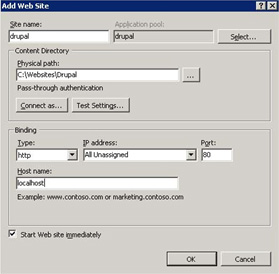 Add Web Site
Site name: Application pool:
drupal drupal Select...
Content Directory
Physical path:
C:\Websites\Drupal ...
Pass-through authentication
Connect as... Test Settings...
Binding
Type: IP address: Port:
http All Unassigned 80
Host name:
localhost
Example: www.contoso.com or marketing.contoso.com
Start Web site immediately
OK Cancel